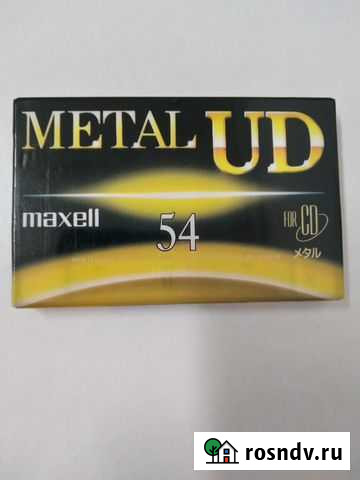 METAL UD
maxell
54
FOR CD
メタル
rosndv.ru